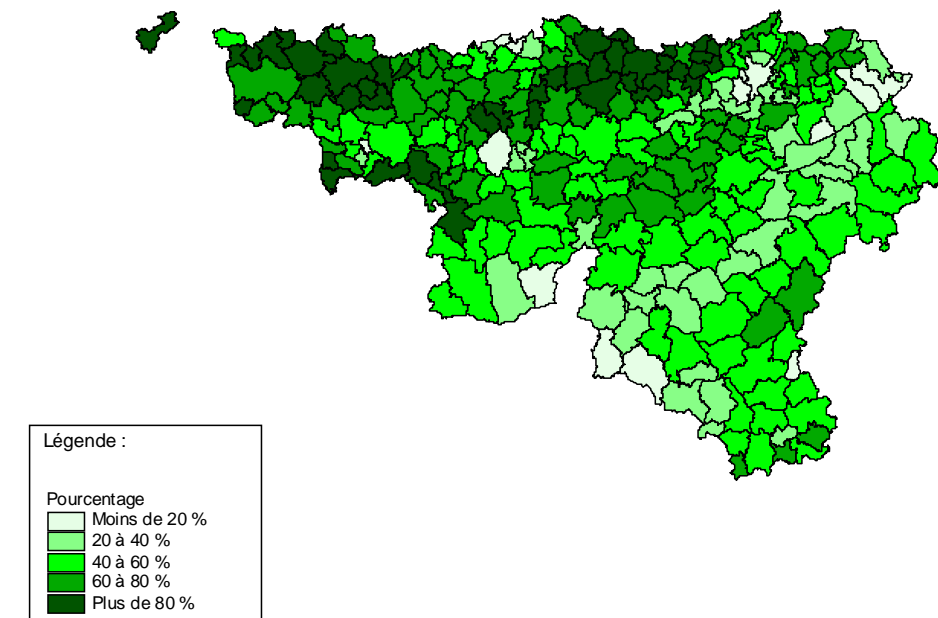 Légende :
Pourcentage
Moins de 20 %
20 à 40 %
40 à 60 %
60 à 80 %
Plus de 80 %